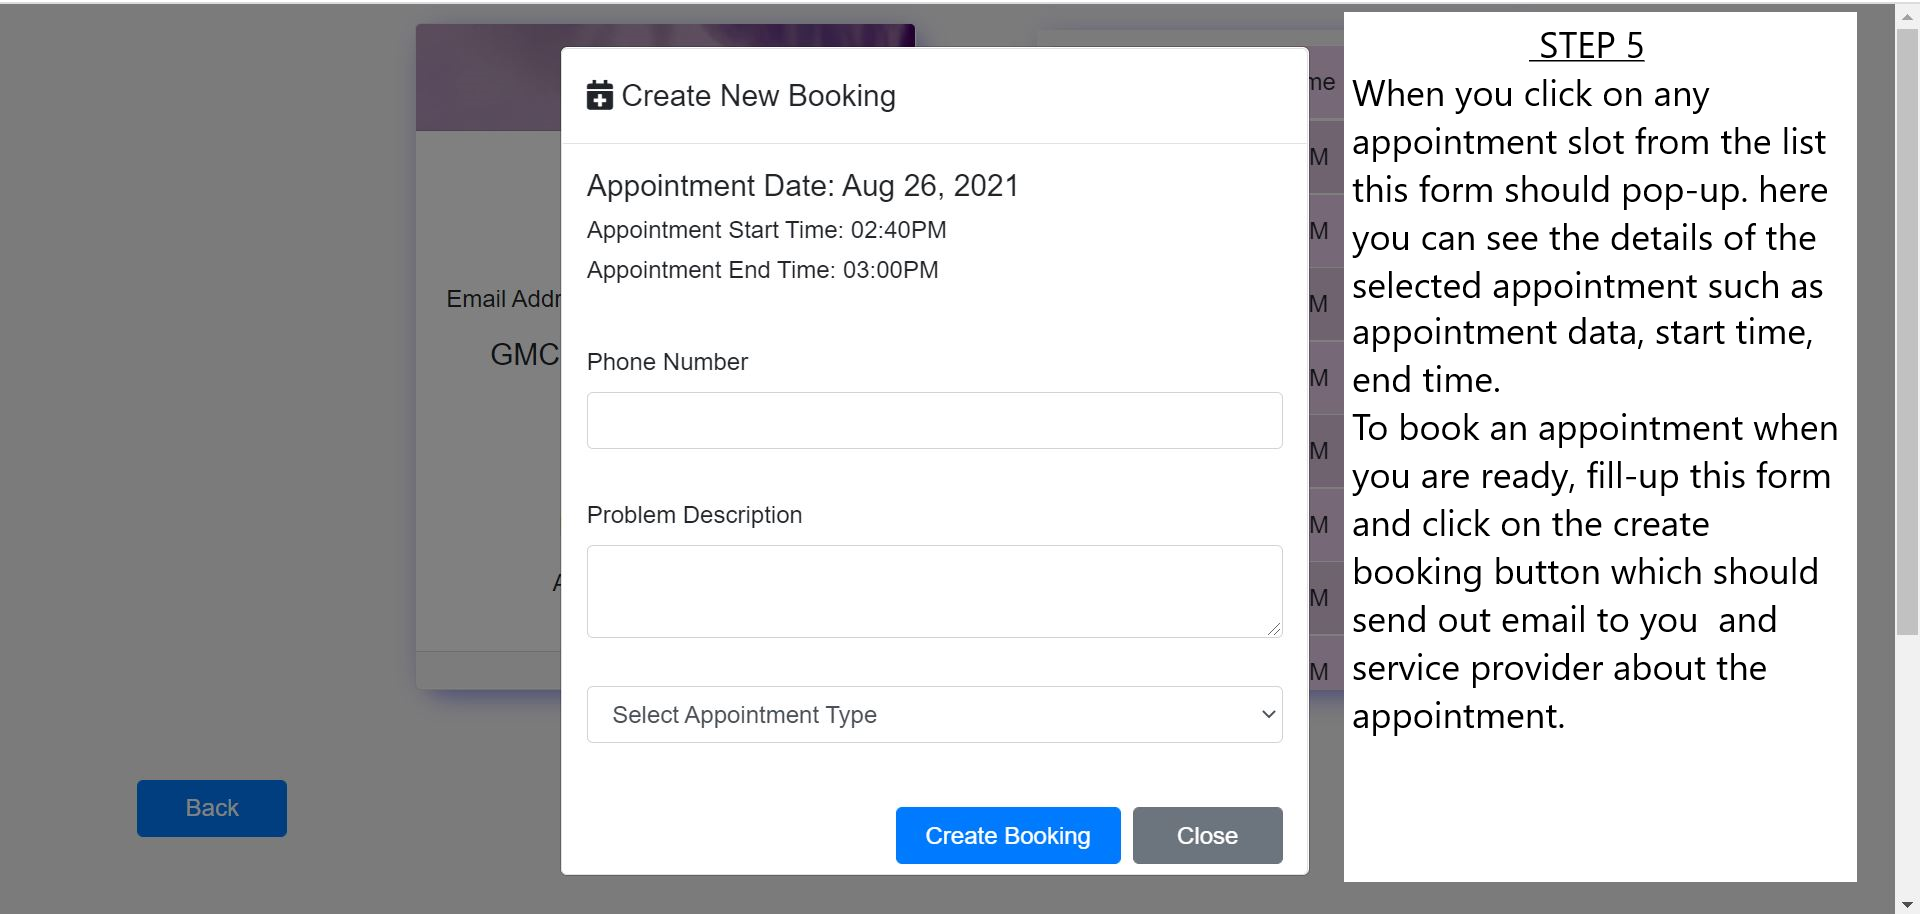 Create New Booking
Appointment Date: Aug 26, 2021
Appointment Start Time: 02:40PM
Appointment End Time: 03:00PM
Phone Number
Problem Description
Select Appointment Type
Create Booking
Close
Back
Email Addr
GMC
STEP 5
When you click on any
appointment slot from the list
this form should pop-up. here
you can see the details of the
selected appointment such as
appointment data, start time,
end time.
To book an appointment when
you are ready, fill-up this form
and click on the create
booking button which should
send out email to you  and
service provider about the
appointment.